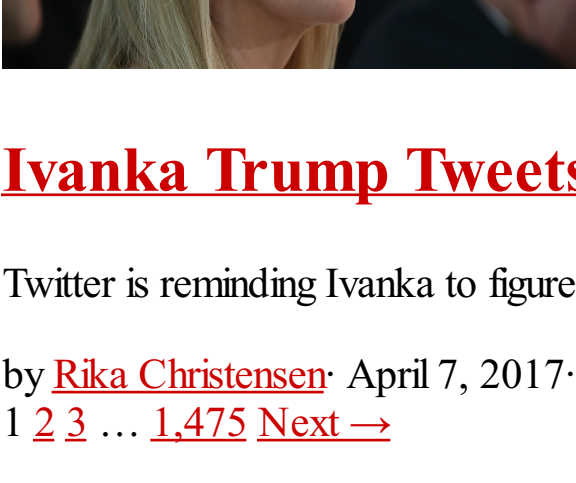 Ivanka Trump Tweets
Twitter is reminding Ivanka to figure
by Rika Christensen· April 7, 2017·
1 2 3 … 1,475 Next →